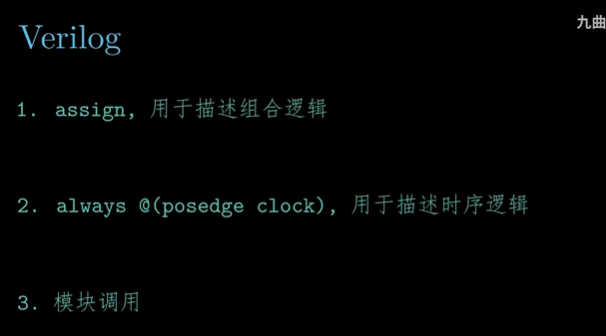 Verilog
九曲
1. assign, 用于描述组合逻辑
2. always @(posedge clock), 用于描述时序逻辑
3. 模块调用